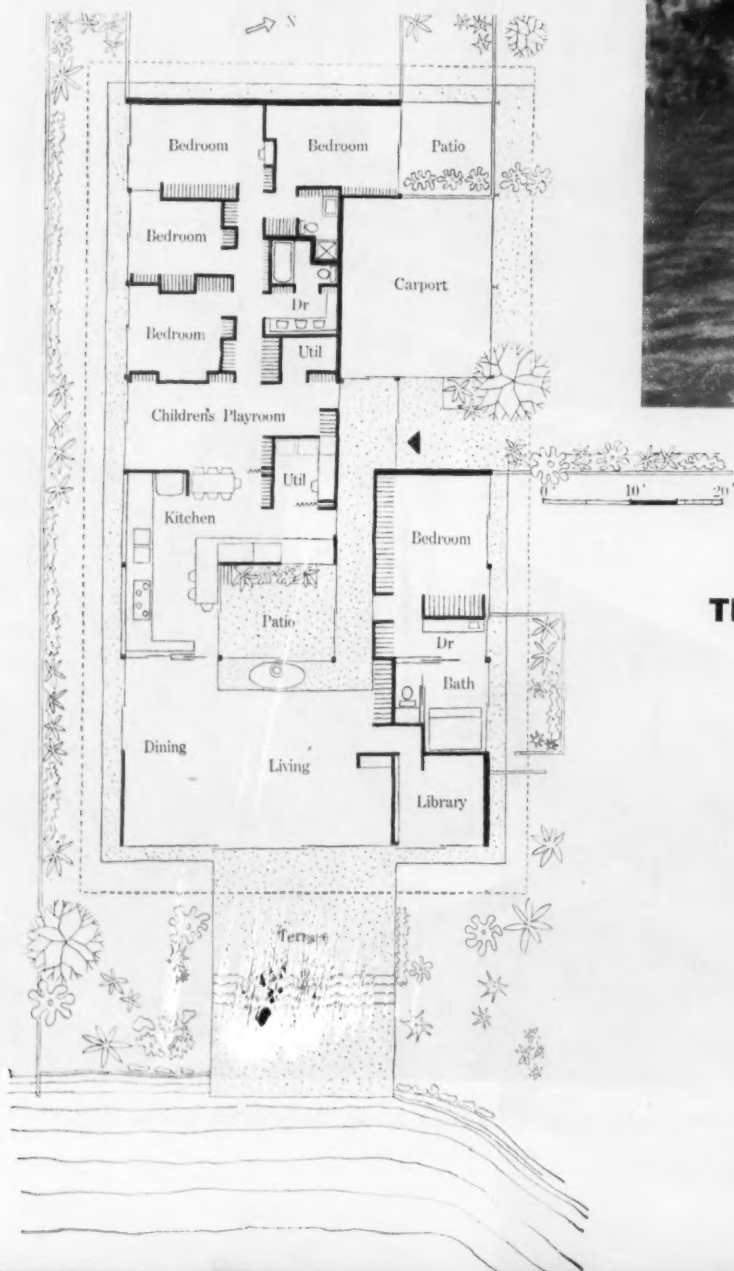 N
Bedroom
Bedroom
Patio
Bedroom
Carport
Bedroom
Dr
Util
Children's Playroom
Util
Kitchen
0' 10' 20'
Bedroom
Patio
Dr
Bath
Dining
Living
Library
Terrace